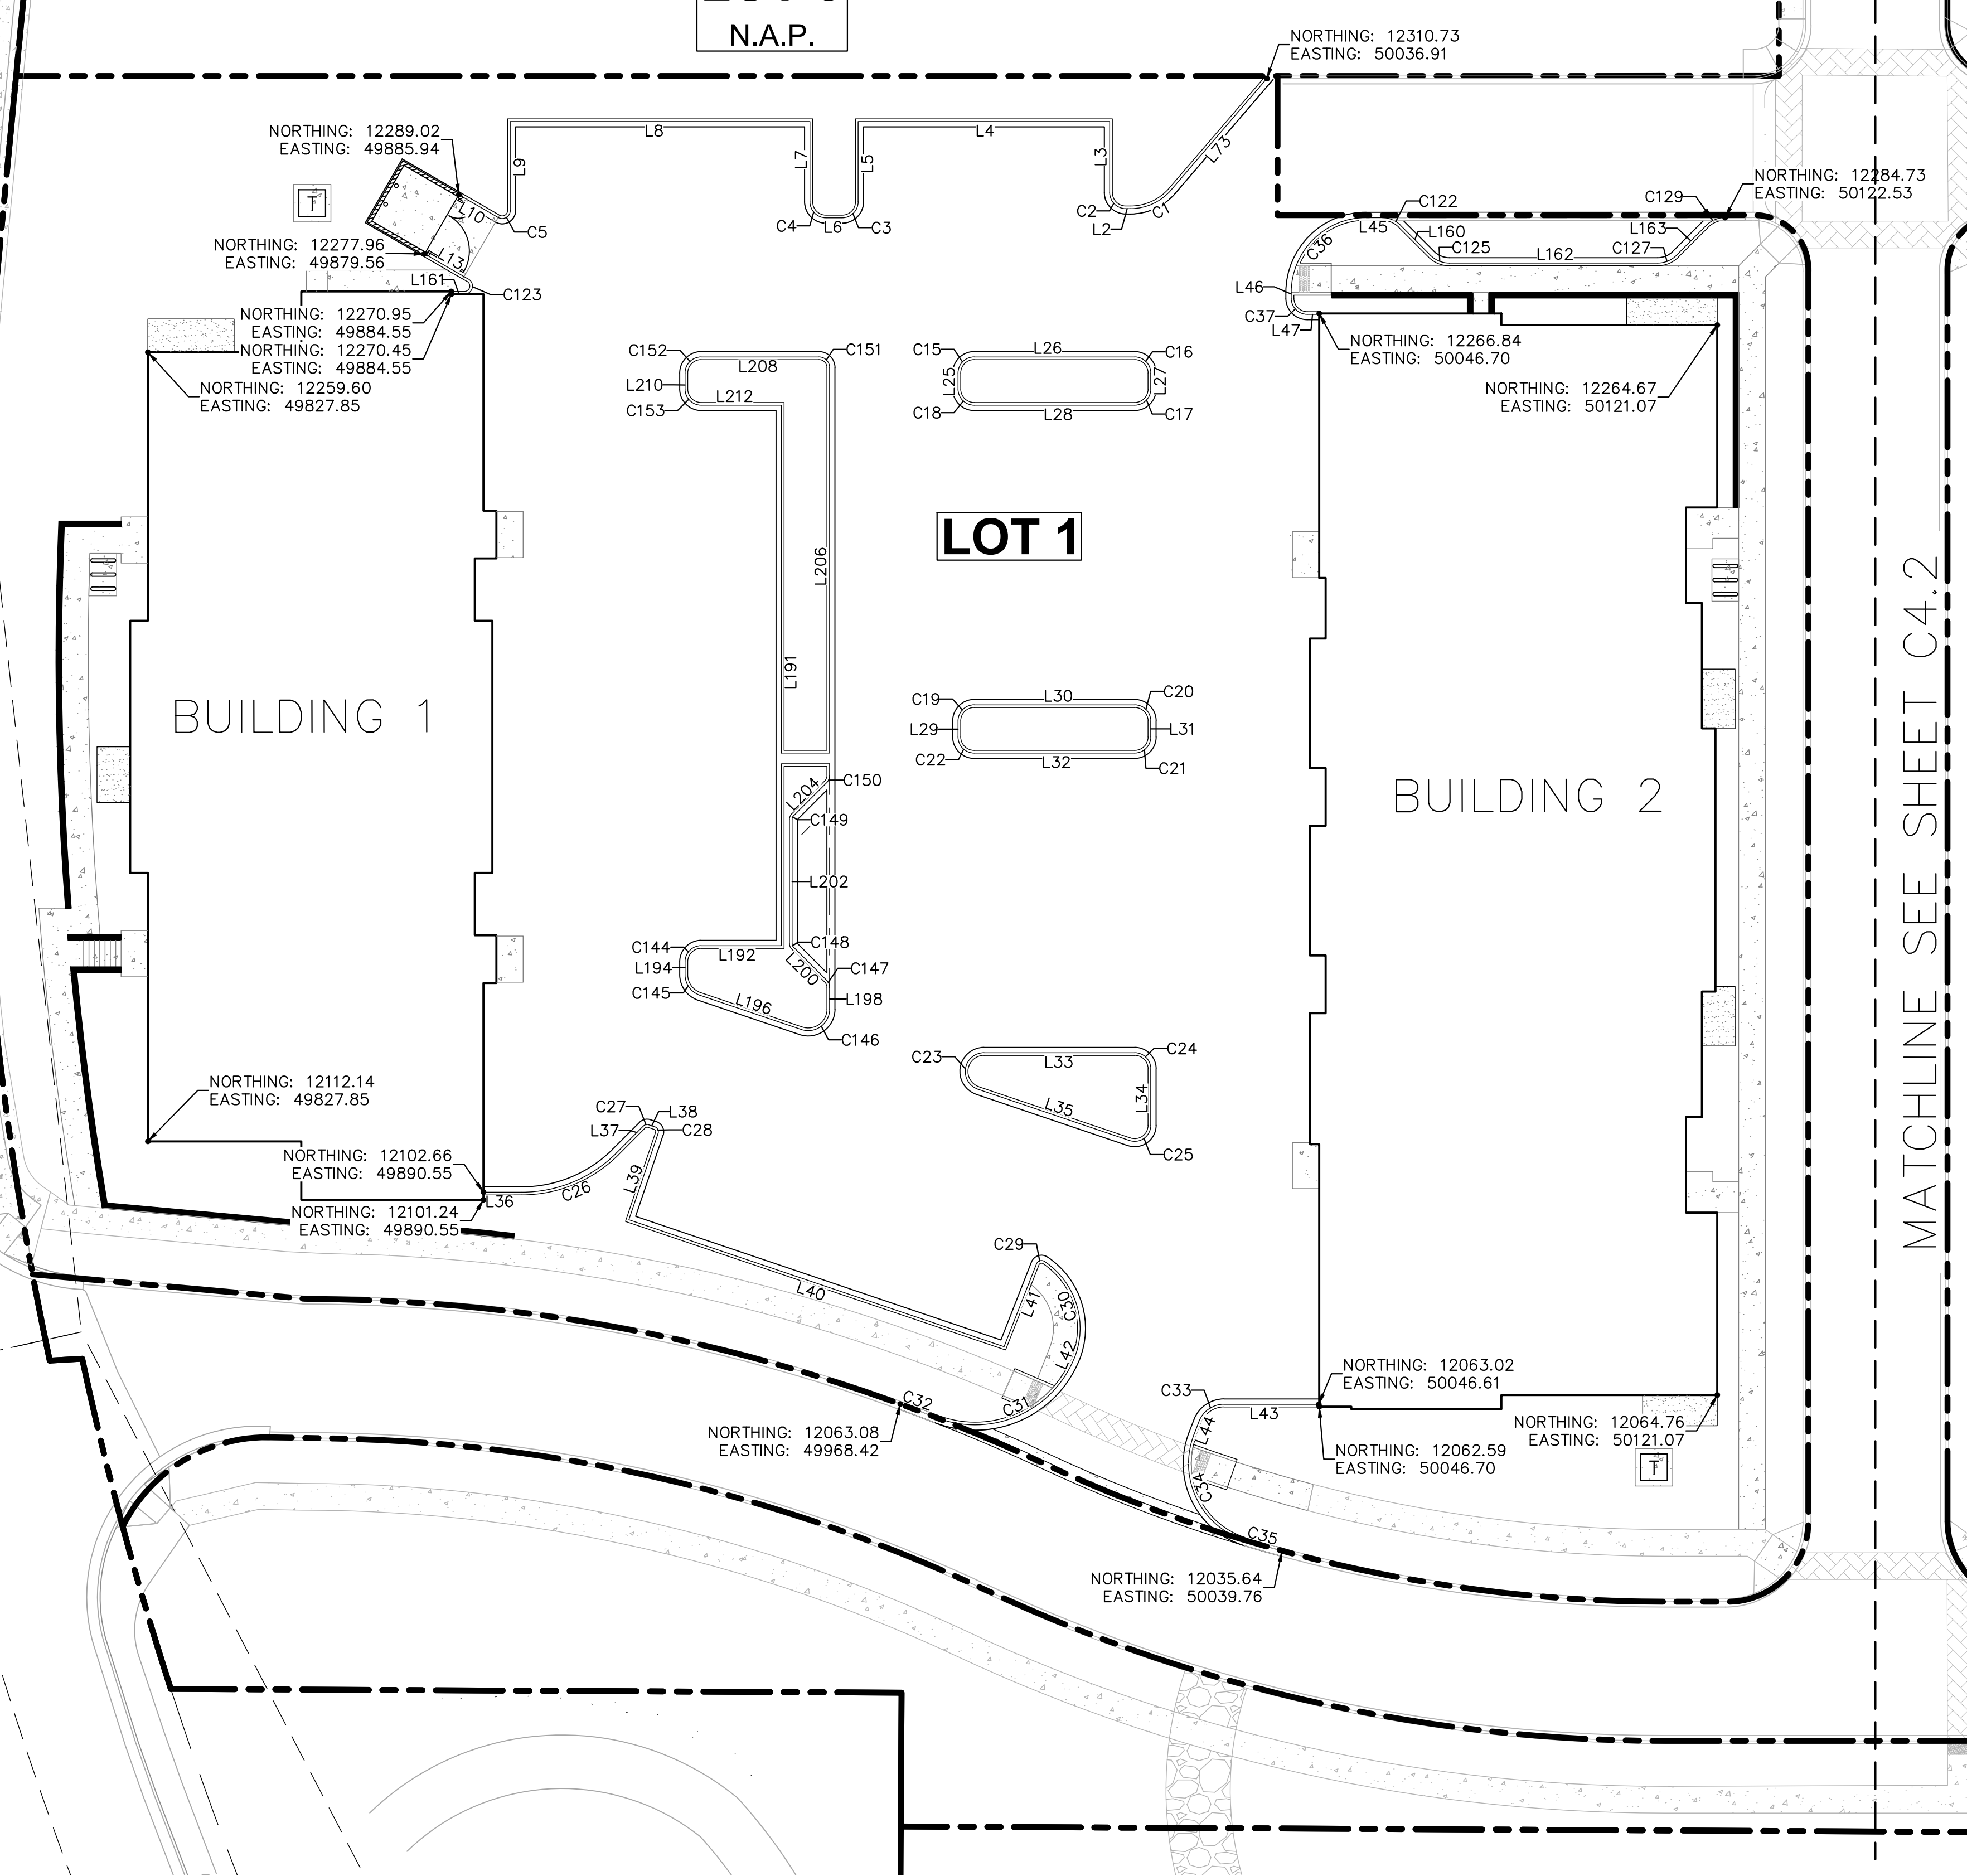 N.A.P.
NORTHING: 12310.73
EASTING: 50036.91
NORTHING: 12289.02
EASTING: 49885.94
L8
L4
L9
L7
L5
L3
L73
NORTHING: 12284.73
EASTING: 50122.53
T
L10
C5
C4
L6
C3
C2
L2
C1
C122
C129
C36
L45
L160
L163
C125
L162
C127
NORTHING: 12277.96
EASTING: 49879.56
L13
L161
C123
L46
C37
L47
NORTHING: 12270.95
EASTING: 49884.55
NORTHING: 12270.45
EASTING: 49884.55
NORTHING: 12259.60
EASTING: 49827.85
NORTHING: 12266.84
EASTING: 50046.70
NORTHING: 12264.67
EASTING: 50121.07
C152
C151
L208
L210
L212
C153
C15
L26
C16
L25
L27
C18
L28
C17
LOT 1
L206
L191
BUILDING 1
C19
L30
C20
L29
L31
C22
L32
C21
BUILDING 2
MATCHLINE SEE SHEET C4.2
C150
L204
C149
L202
C144
C148
L192
L194
L200
C147
C145
L196
L198
C146
C23
L33
C24
L34
L35
C25
NORTHING: 12112.14
EASTING: 49827.85
C27
L38
L37
C28
NORTHING: 12102.66
EASTING: 49890.55
L36
C26
L39
NORTHING: 12101.24
EASTING: 49890.55
L40
C29
L41
C30
L42
C31
C32
NORTHING: 12063.08
EASTING: 49968.42
C33
L43
L44
C34
C35
NORTHING: 12063.02
EASTING: 50046.61
NORTHING: 12064.76
EASTING: 50121.07
NORTHING: 12062.59
EASTING: 50046.70
T
NORTHING: 12035.64
EASTING: 50039.76